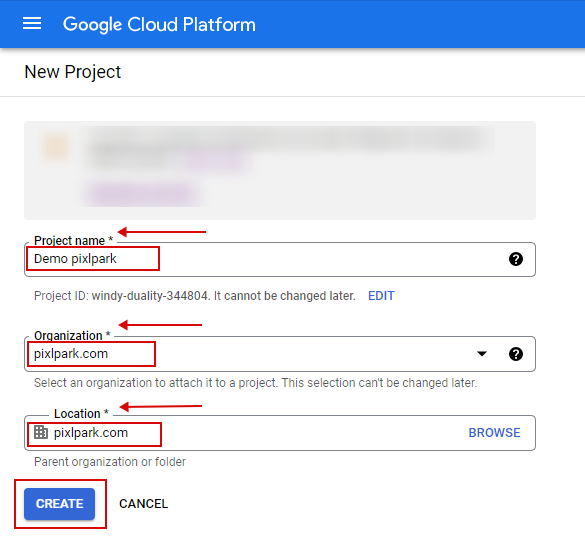 Google Cloud Platform
New Project
Project name *
Demo pixlpark
Project ID: windy-duality-344804. It cannot be changed later. EDIT
Organization *
pixlpark.com
Select an organization to attach it to a project. This selection can't be changed later.
Location *
pixlpark.com BROWSE
Parent organization or folder
CREATE CANCEL